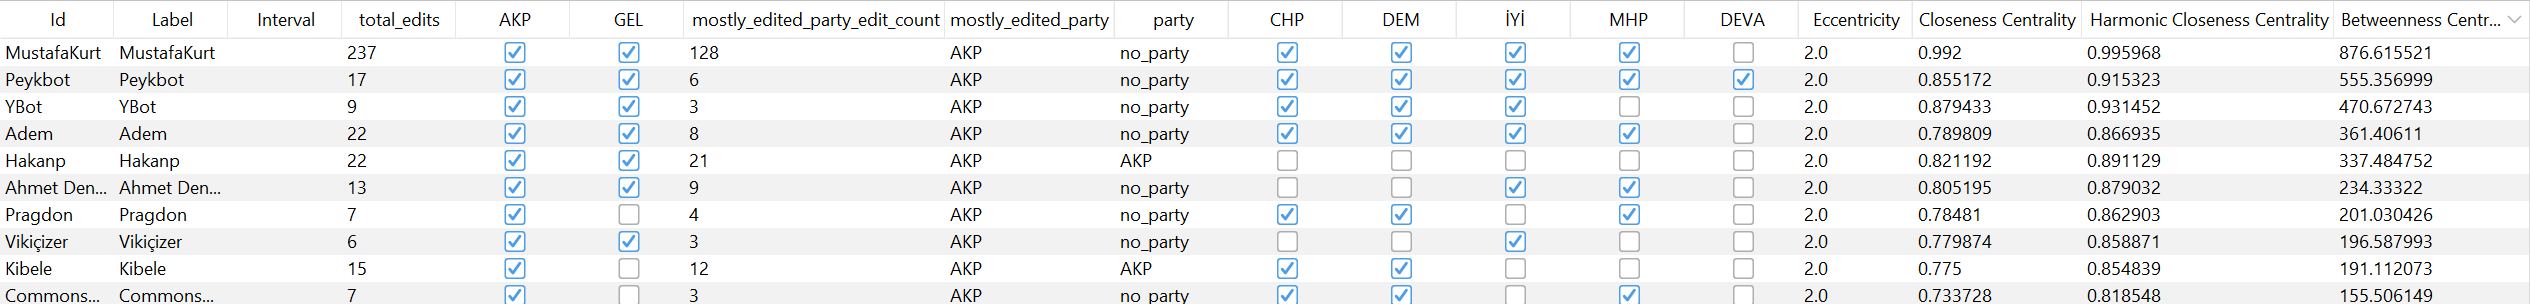 Id Label Interval total_edits AKP GEL mostly_edited_party_edit_count mostly_edited_party party CHP DEM İYİ MHP DEVA Eccentricity Closeness Centrality Harmonic Closeness Centrality Betweenness Centr...
MustafaKurt MustafaKurt 237 128 AKP no_party 2.0 0.992 0.995968 876.615521
Peykbot Peykbot 17 6 AKP no_party 2.0 0.855172 0.915323 555.356999
YBot YBot 9 3 AKP no_party 2.0 0.879433 0.931452 470.672743
Adem Adem 22 8 AKP no_party 2.0 0.789809 0.866935 361.40611
Hakanp Hakanp 22 21 AKP AKP 2.0 0.821192 0.891129 337.484752
Ahmet Den... Ahmet Den... 13 9 AKP no_party 2.0 0.805195 0.879032 234.33322
Pragdon Pragdon 7 4 AKP no_party 2.0 0.78481 0.862903 201.030426
Vikiçizer Vikiçizer 6 3 AKP no_party 2.0 0.779874 0.858871 196.587993
Kibele Kibele 15 12 AKP AKP 2.0 0.775 0.854839 191.112073
Commons... Commons... 7 3 AKP no_party 2.0 0.733728 0.818548 155.506149